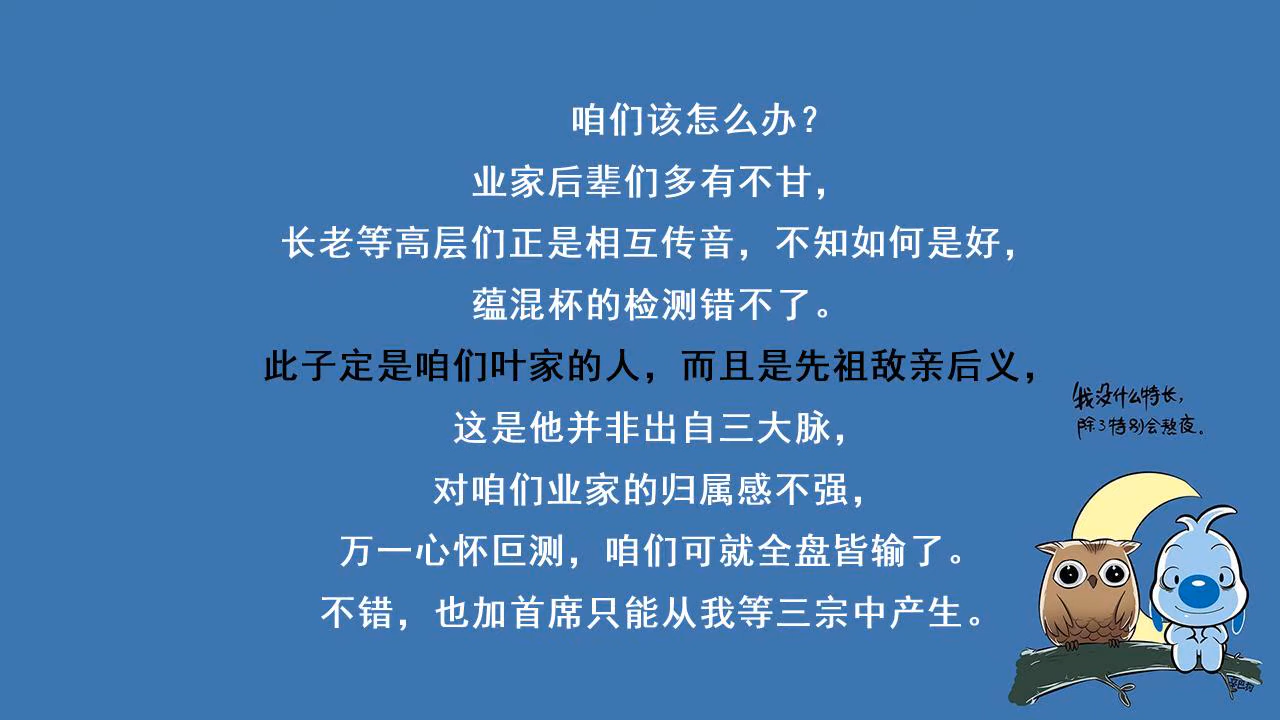 咱们该怎么办？
业家后辈们多有不甘，
长老等高层们正是相互传音，不知如何是好，
蕴混杯的检测错不了。
此子定是咱们叶家的人，而且是先祖敌亲后义，
这是他并非出自三大脉，
对咱们业家的归属感不强，
万一心怀叵测，咱们可就全盘皆输了。
不错，也加首席只能从我等三宗中产生。
我没什么特长，
除了特别会熬夜。